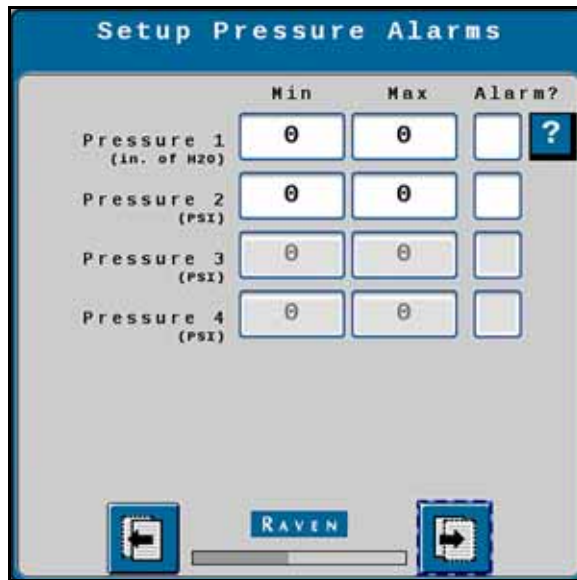 Setup Pressure Alarms
Min Max Alarm?
Pressure 1 0 0 ?
(in. of H2O)
Pressure 2 0 0
(PSI)
Pressure 3 0 0
(PSI)
Pressure 4 0 0
(PSI)
RAVEN